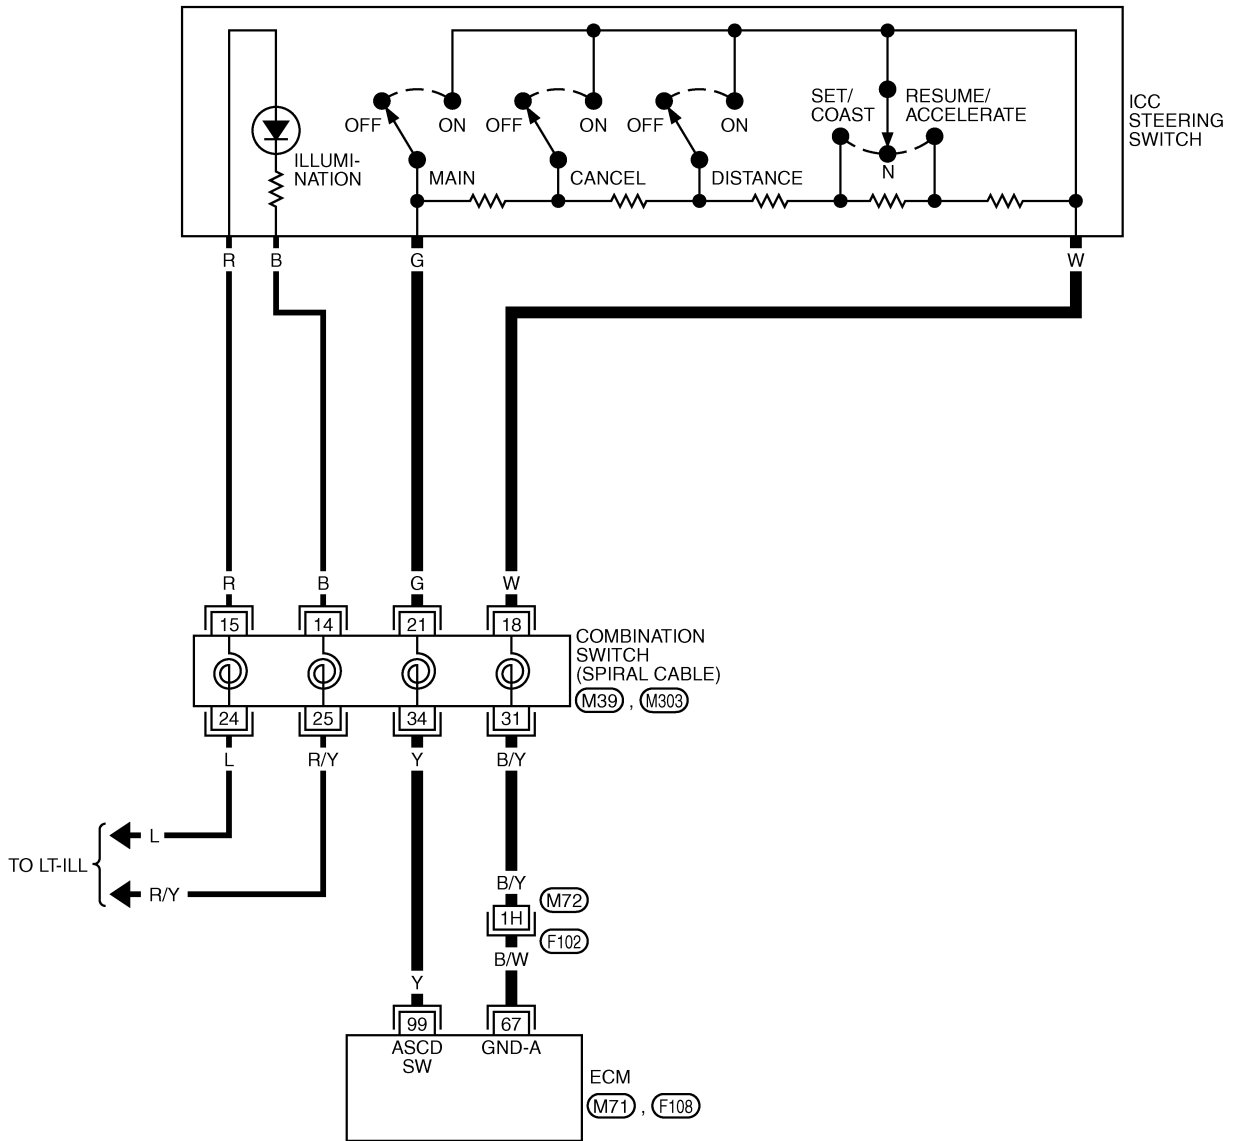 SET/
COAST
RESUME/
ACCELERATE
ICC
STEERING
SWITCH
OFF
ON
OFF
ON
OFF
ON
ILLUMI-
NATION
MAIN
CANCEL
DISTANCE
N
R
B
G
W
R
B
G
W
15
14
21
18
COMBINATION
SWITCH
(SPIRAL CABLE)
M39 , M303
24
25
34
31
L
R/Y
Y
B/Y
L
TO LT-ILL
R/Y
B/Y
M72
1H
F102
B/W
Y
99
67
ASCD
SW
GND-A
ECM
M71 , F108